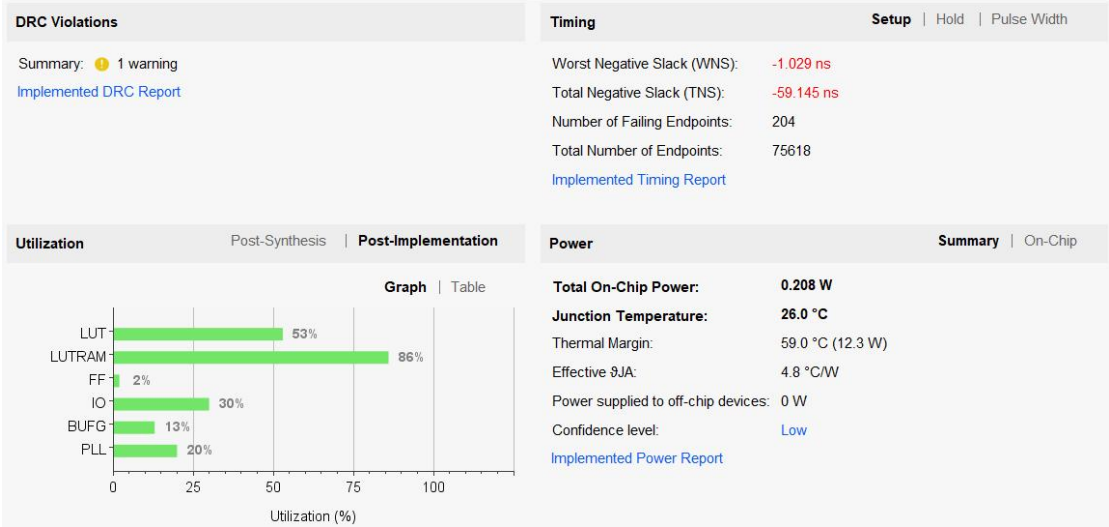 DRC Violations
Summary: 1 warning
Implemented DRC Report
Timing Setup | Hold | Pulse Width
Worst Negative Slack (WNS): -1.029 ns
Total Negative Slack (TNS): -59.145 ns
Number of Failing Endpoints: 204
Total Number of Endpoints: 75618
Implemented Timing Report
Utilization Post-Synthesis | Post-Implementation
Graph | Table
LUT 53%
LUTRAM 86%
FF 2%
IO 30%
BUFG 13%
PLL 20%
0 25 50 75 100
Utilization (%)
Power Summary | On-Chip
Total On-Chip Power: 0.208 W
Junction Temperature: 26.0 °C
Thermal Margin: 59.0 °C (12.3 W)
Effective ϑJA: 4.8 °C/W
Power supplied to off-chip devices: 0 W
Confidence level: Low
Implemented Power Report